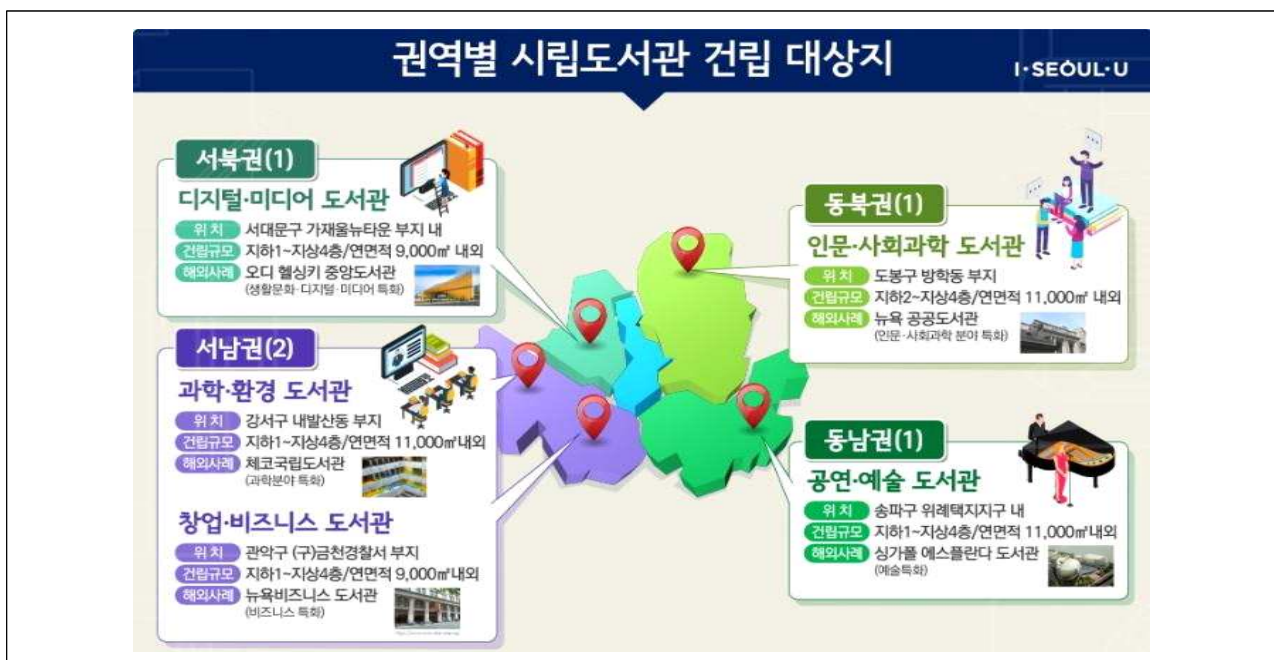 권역별 시립도서관 건립 대상지
I·SEOUL·U
서북권(1)
디지털·미디어 도서관
위 치 서대문구 가재울뉴타운 부지 내
건립규모 지하1~지상4층/연면적 9,000㎡ 내외
해외사례 오디 헬싱키 중앙도서관
(생활문화·디지털·미디어 특화)
서남권(2)
과학·환경 도서관
위 치 강서구 내발산동 부지
건립규모 지하1~지상4층/연면적 11,000㎡내외
해외사례 체코국립도서관
(과학분야 특화)
창업·비즈니스 도서관
위 치 관악구 (구)금천경찰서 부지
건립규모 지하1~지상4층/연면적 9,000㎡내외
해외사례 뉴욕비즈니스 도서관
(비즈니스 특화)
동북권(1)
인문·사회과학 도서관
위 치 도봉구 방학동 부지
건립규모 지하2~지상4층/연면적 11,000㎡ 내외
해외사례 뉴욕 공공도서관
(인문·사회과학 분야 특화)
동남권(1)
공연·예술 도서관
위 치 송파구 위례택지지구 내
건립규모 지하1~지상4층/연면적 11,000㎡내외
해외사례 싱가폴 에스플란다 도서관
(예술특화)